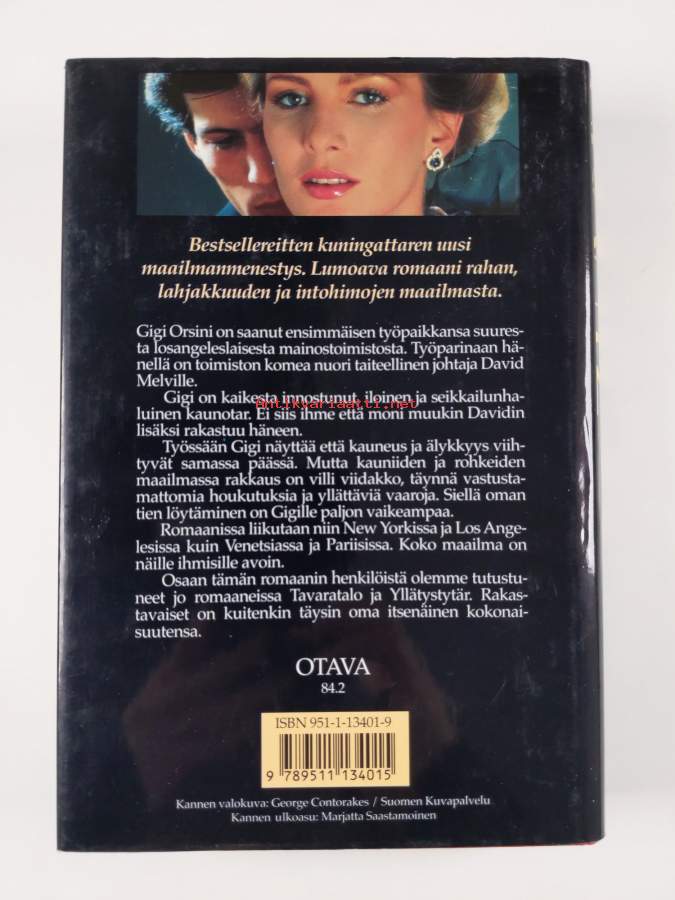 Bestsellereitten kuningattaren uusi
maailmanmenestys. Lumoava romaani rahan,
lahjakkuuden ja intohimojen maailmasta.
Gigi Orsini on saanut ensimmäisen työpaikkansa suures-
ta losangeleslaisesta mainostoimistosta. Työparinaan hä-
nellä on toimiston komea nuori taiteellinen johtaja David
Melville.
Gigi on kaikesta innostunut, iloinen ja seikkailunha-
Antikvariaatti.net
luinen kaunotar. Ei siis ihme että moni muukin Davidin
lisäksi rakastuu häneen.
Työssään Gigi näyttää että kauneus ja älykkyys viih-
tyvät samassa päässä. Mutta kauniiden ja rohkeiden
maailmassa rakkaus on villi viidakko, täynnä vastusta-
mattomia houkutuksia ja yllättäviä vaaroja. Siellä oman
tien löytäminen on Gigille paljon vaikeampaa.
Romaanissa liikutaan niin New Yorkissa ja Los Ange-
lesissa kuin Venetsiassa ja Pariisissa. Koko maailma on
näille ihmisille avoin.
Osaan tämän romaanin henkilöistä olemme tutustu-
neet jo romaaneissa Tavaratalo ja Yllätystytär. Rakas-
tavaiset on kuitenkin täysin oma itsenäinen kokonai-
suutensa.
OTAVA
84.2
ISBN 951-1-13401-9
9 789511 134015
Kannen valokuva: George Contorakes / Suomen Kuvapalvelu
Kannen ulkoasu: Marjatta Saastamoinen